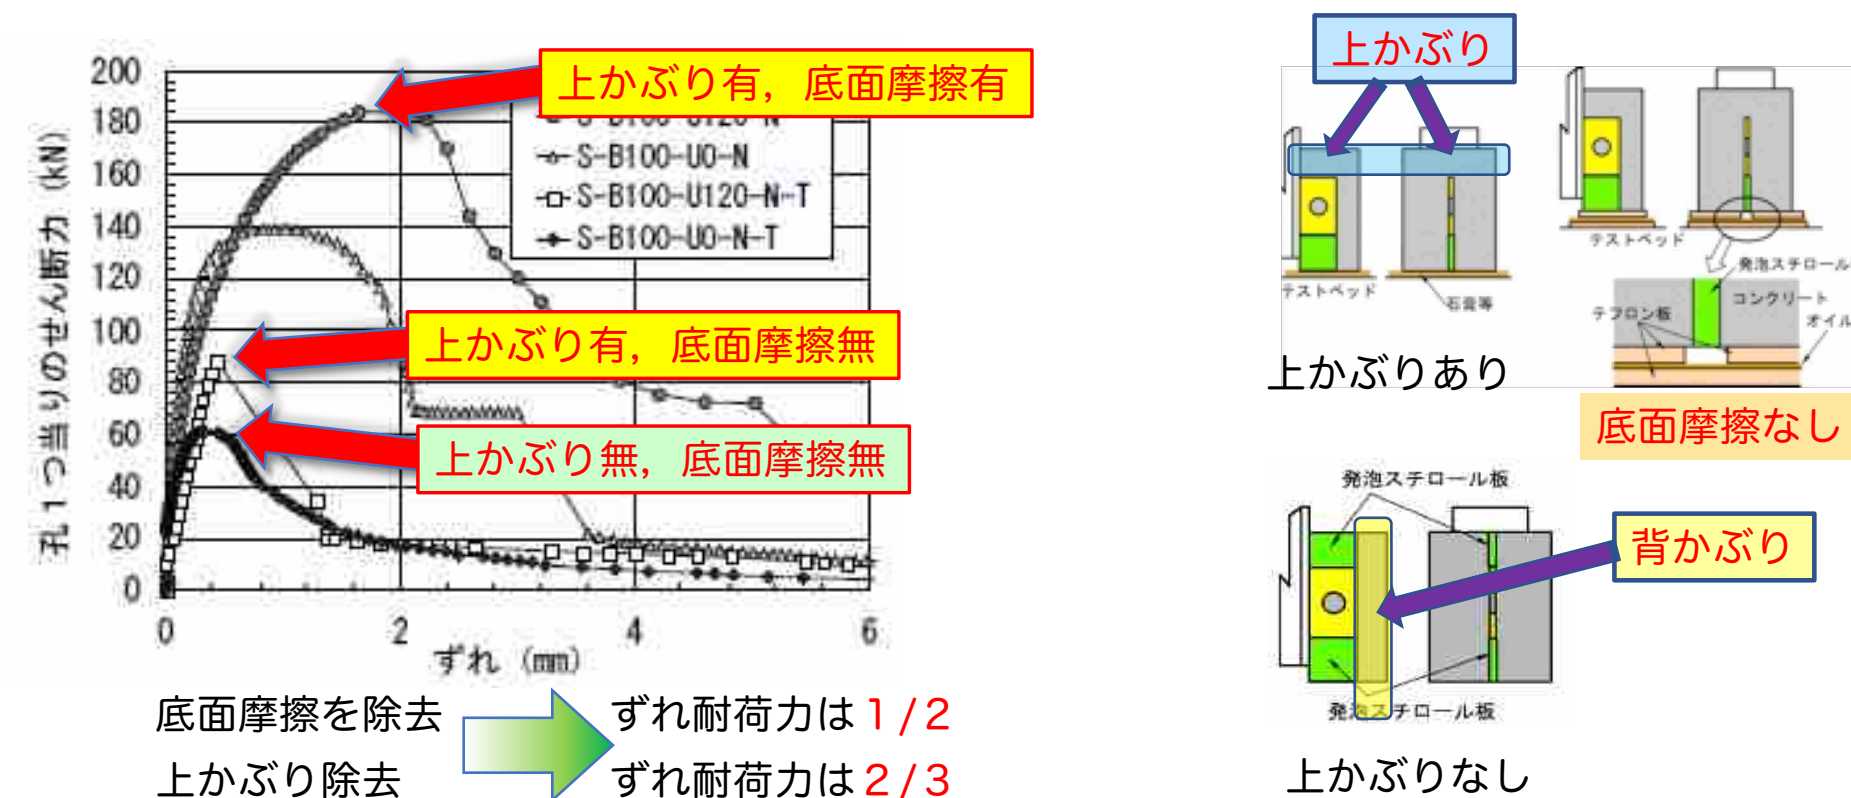 孔１つ当りのせん断力 (kN)
200
180
160
140
120
100
80
60
40
20
0
0
2
4
6
ずれ (mm)
上かぶり有，底面摩擦有
S-B100-U120-N
S-B100-U0-N
S-B100-U120-N-T
S-B100-U0-N-T
上かぶり有，底面摩擦無
上かぶり無，底面摩擦無
底面摩擦を除去
ずれ耐荷力は１/２
上かぶり除去
ずれ耐荷力は２/３
上かぶり
テストベッド
石膏等
上かぶりあり
テストベッド
発泡スチロール
コンクリート
テフロン板
オイル
底面摩擦なし
発泡スチロール板
背かぶり
発泡スチロール板
上かぶりなし